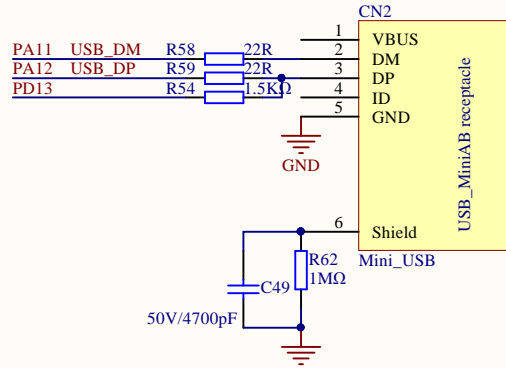 CN2
1 VBUS
PA11 USB_DM R58 22R 2 DM
PA12 USB_DP R59 22R 3 DP
PD13 R54 1.5KΩ 4 ID
5 GND
GND
USB_MiniAB receptacle
6 Shield
Mini_USB
R62
1MΩ
C49
50V/4700pF